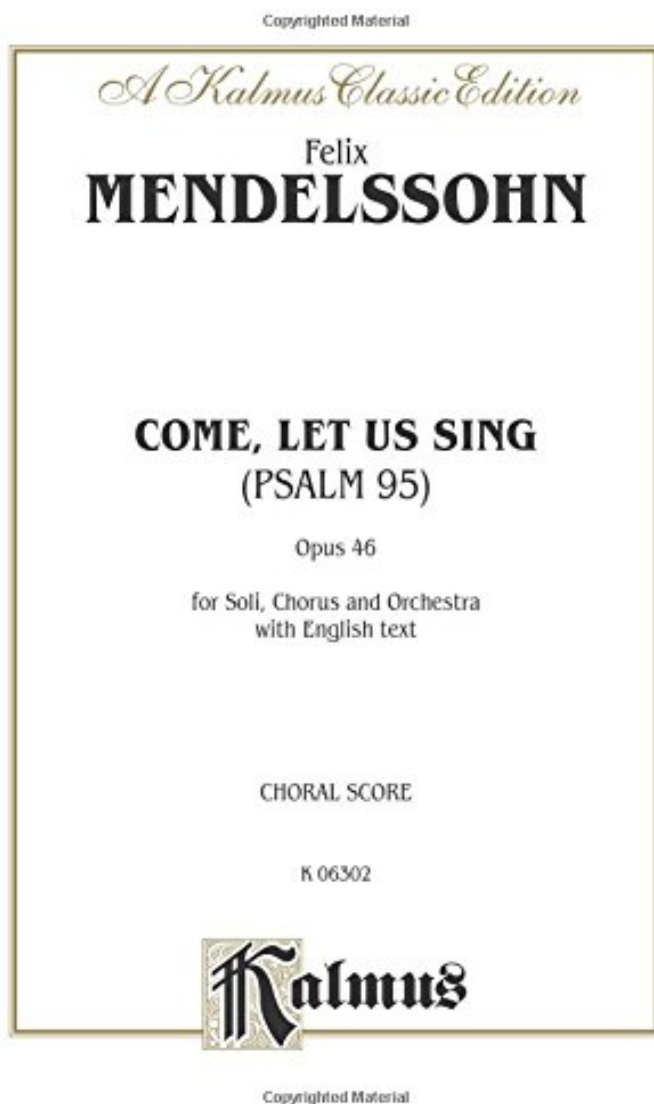 Copyrighted Material
A Kalmus Classic Edition
Felix
MENDELSSOHN
COME, LET US SING
(PSALM 95)
Opus 46
for Soli, Chorus and Orchestra
with English text
CHORAL SCORE
K 06302
Kalmus
Copyrighted Material